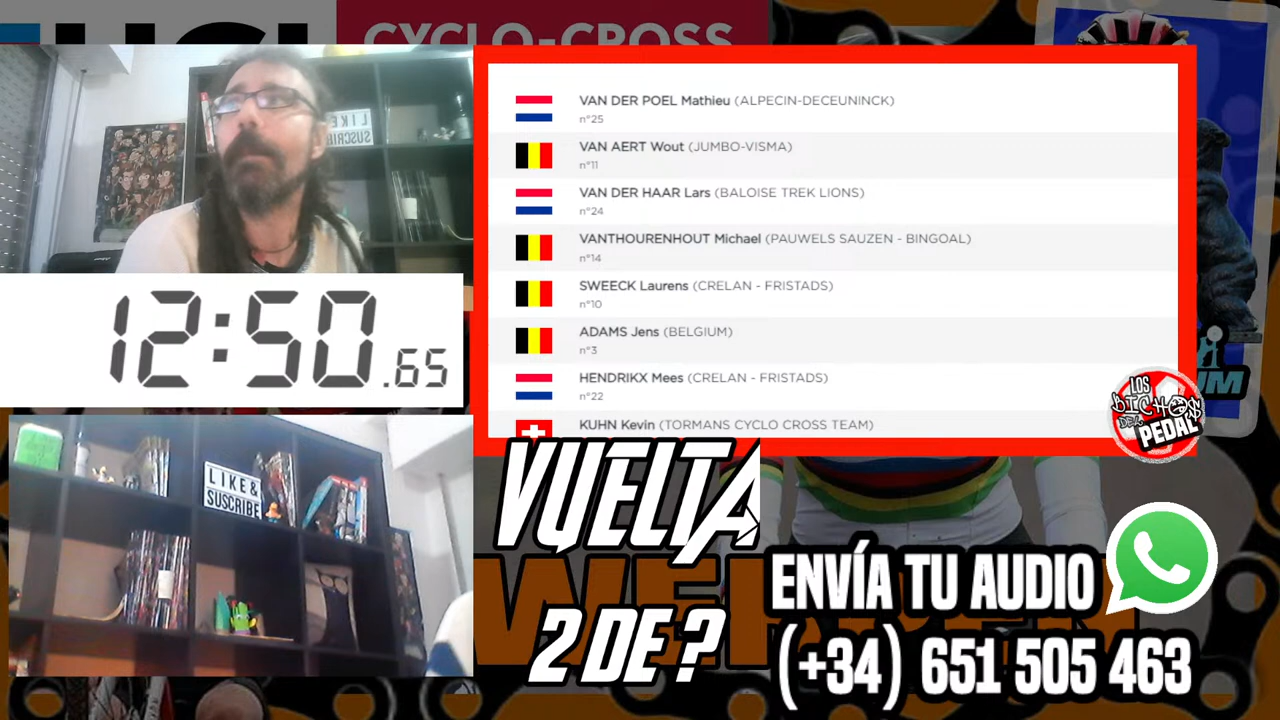 UCI
CYCLO-CROSS
VAN DER POEL Mathieu (ALPECIN-DECEUNINCK)
n°25
VAN AERT Wout (JUMBO-VISMA)
n°11
VAN DER HAAR Lars (BALOISE TREK LIONS)
n°24
VANTHOURENHOUT Michael (PAUWELS SAUZEN - BINGOAL)
n°14
SWEECK Laurens (CRELAN - FRISTADS)
n°10
ADAMS Jens (BELGIUM)
n°3
HENDRIKX Mees (CRELAN - FRISTADS)
n°22
KUHN Kevin (TORMANS CYCLO CROSS TEAM)
LIKE
SUSCRIBE
12:50.65
LIKE &
SUSCRIBE
LOS
BICHOS
DEL
PEDAL
UM
VUELTA
2 DE ?
ENVÍA TU AUDIO
(+34) 651 505 463